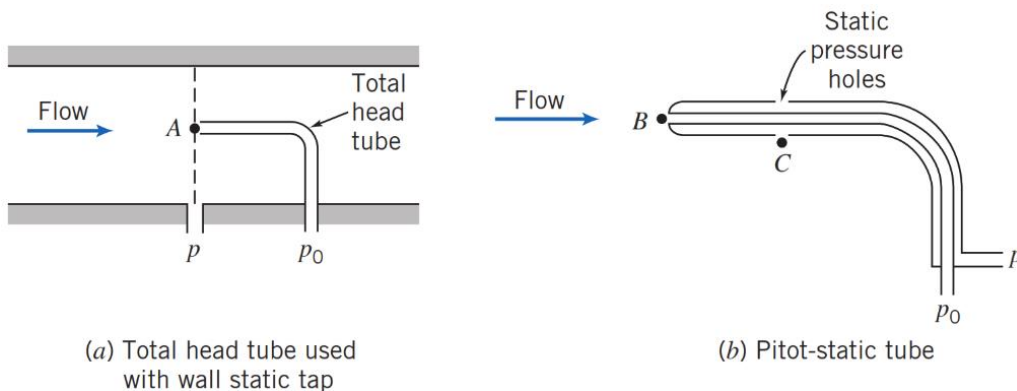 Flow
A
Total
head
tube
p
p0
(a) Total head tube used
with wall static tap
Flow
B
Static
pressure
holes
C
p0
(b) Pitot-static tube